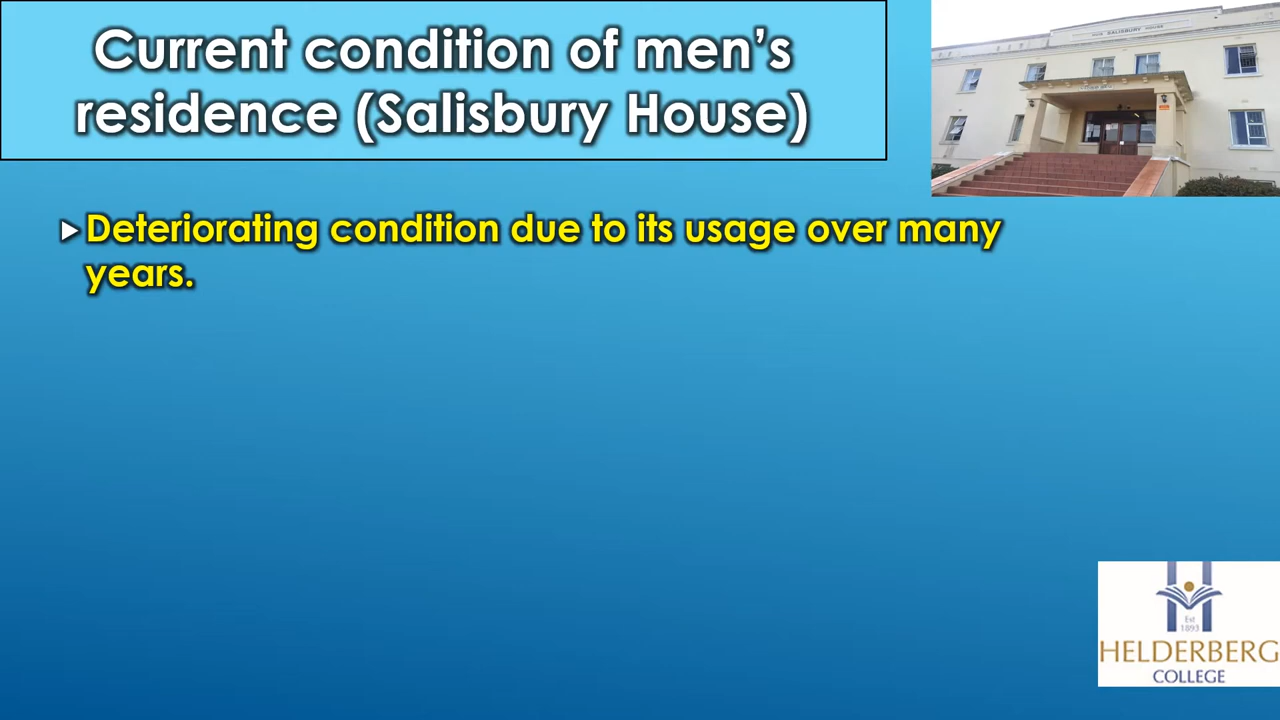 Current condition of men’s
residence (Salisbury House)
SALISBURY HOUSE
Deteriorating condition due to its usage over many
years.
Est
1893
HELDERBERG
COLLEGE